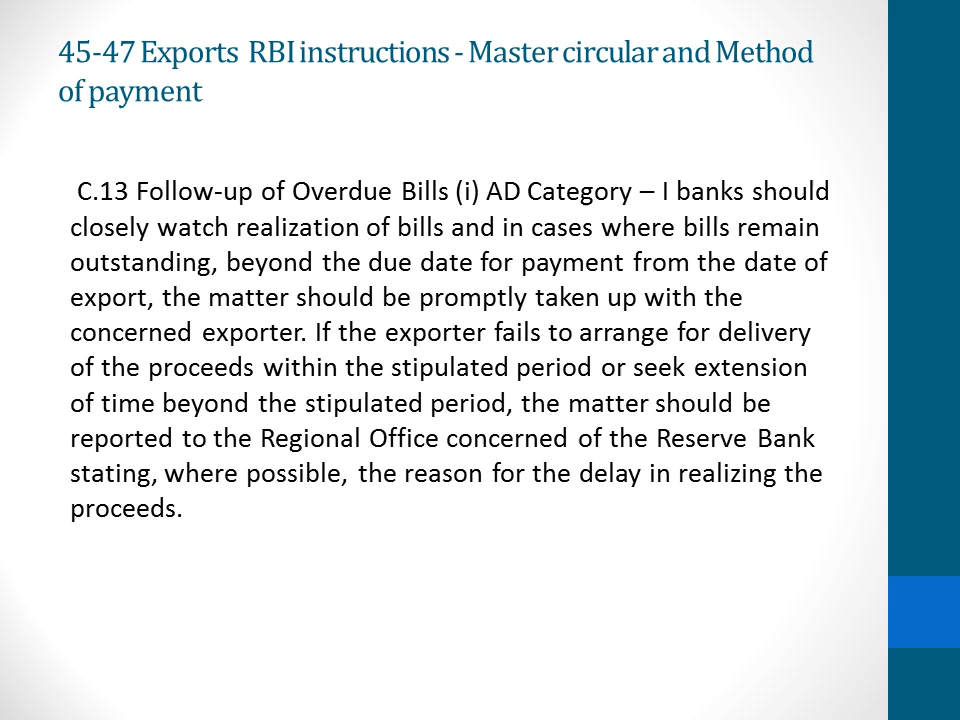 45-47 Exports RBI instructions - Master circular and Method
of payment
C.13 Follow-up of Overdue Bills (i) AD Category – I banks should
closely watch realization of bills and in cases where bills remain
outstanding, beyond the due date for payment from the date of
export, the matter should be promptly taken up with the
concerned exporter. If the exporter fails to arrange for delivery
of the proceeds within the stipulated period or seek extension
of time beyond the stipulated period, the matter should be
reported to the Regional Office concerned of the Reserve Bank
stating, where possible, the reason for the delay in realizing the
proceeds.